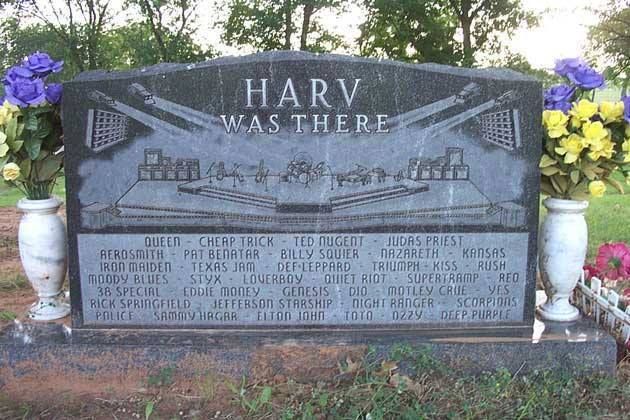 HARV
WAS THERE
QUEEN - CHEAP TRICK - TED NUGENT - JUDAS PRIEST
AEROSMITH - PAT BENATAR - BILLY SQUIER - NAZARETH - KANSAS
IRON MAIDEN - TEXAS JAM - DEF LEPPARD - TRIUMPH - KISS - RUSH
MOODY BLUES - STYX - LOVERBOY - QUIET RIOT - SUPERTRAMP - REO
38 SPECIAL - EDDIE MONEY - GENESIS - DIO - MOTLEY CRUE - YES
RICK SPRINGFIELD - JEFFERSON STARSHIP - NIGHT RANGER - SCORPIONS
POLICE - SAMMY HAGAR - ELTON JOHN - TOTO - OZZY - DEEP PURPLE